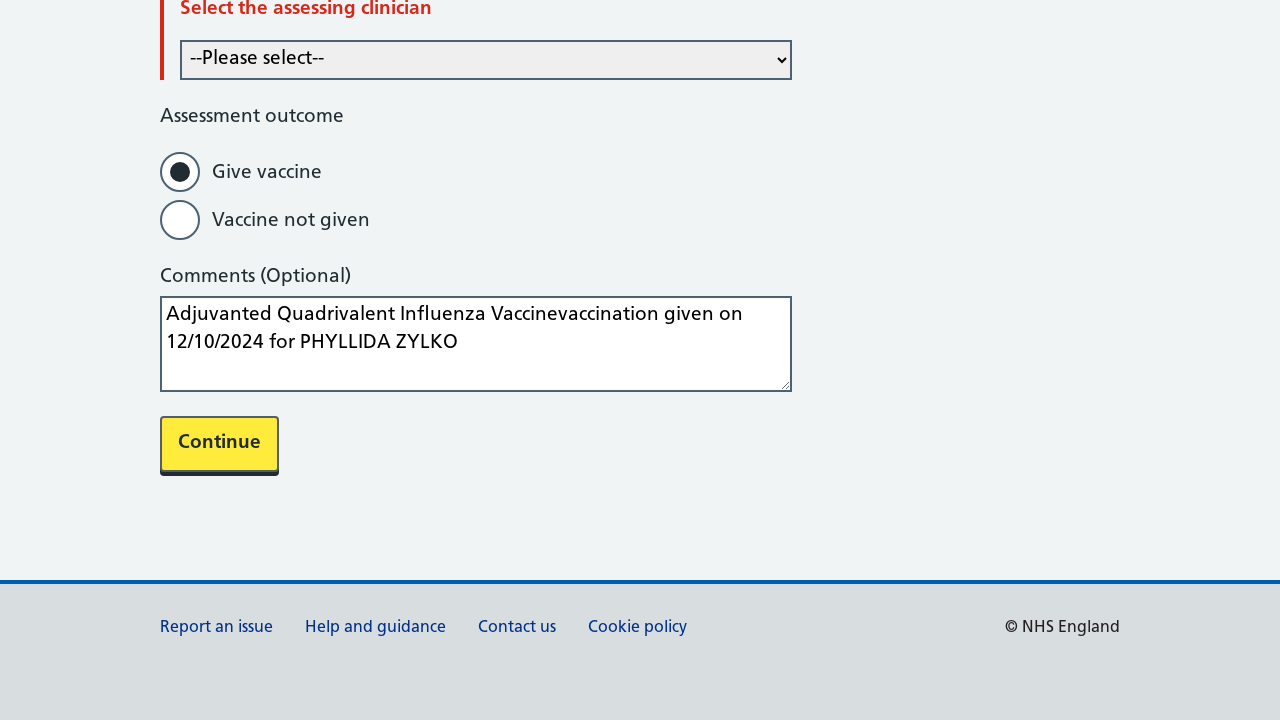 Select the assessing clinician
--Please select--
Assessment outcome
Give vaccine
Vaccine not given
Comments (Optional)
Adjuvanted Quadrivalent Influenza Vaccinevaccination given on
12/10/2024 for PHYLLIDA ZYLKO
Continue
Report an issue Help and guidance Contact us Cookie policy © NHS England